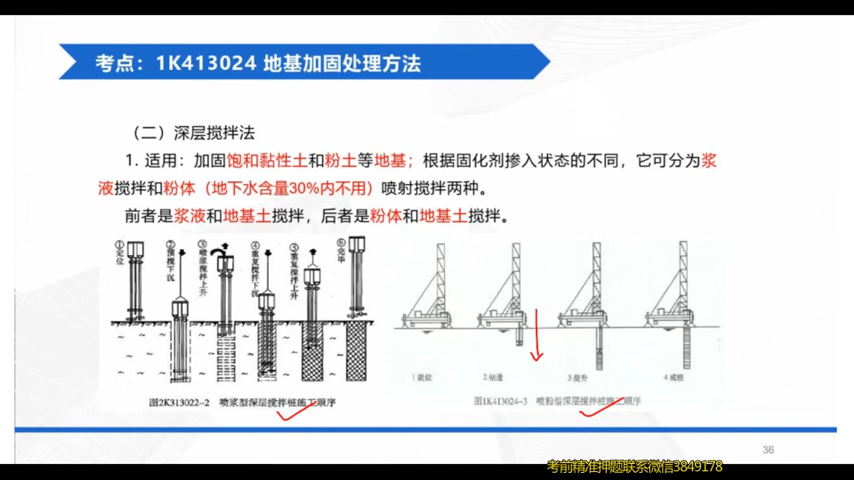 考点：1K413024 地基加固处理方法
（二）深层搅拌法
1. 适用：加固饱和黏性土和粉土等地基；根据固化剂掺入状态的不同，它可分为浆
液搅拌和粉体（地下水含量30%内不用）喷射搅拌两种。
前者是浆液和地基土搅拌，后者是粉体和地基土搅拌。
①定位
②预搅下沉
③喷浆搅拌上升
④重复搅拌下沉
⑤重复搅拌上升
⑥完毕
1.就位
2.钻进
3.提升
4.成桩
图2K313022-2 喷浆型深层搅拌桩施工顺序
图1K413024-3 喷粉型深层搅拌桩施工顺序
36
考前精准押题联系微信3849178